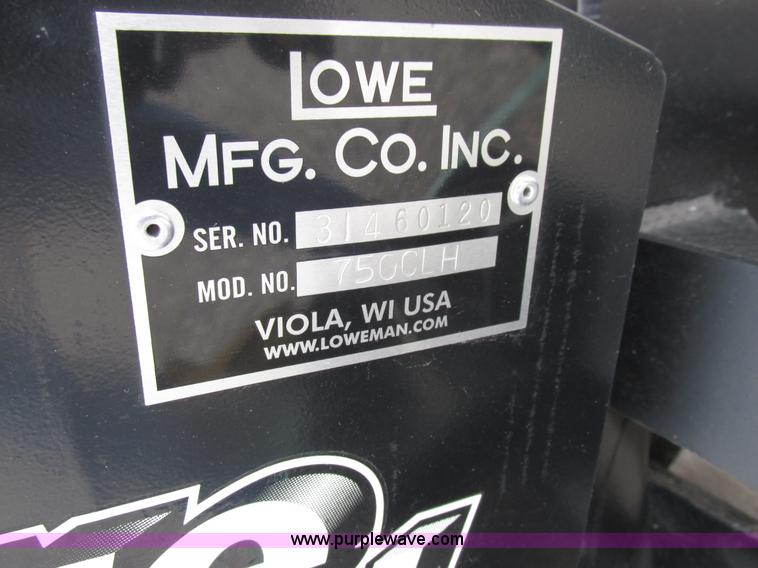 LOWE
MFG. CO. INC.
SER. NO. 31460120
MOD. NO. 750CLH
VIOLA, WI USA
WWW.LOWEMAN.COM
www.purplewave.com